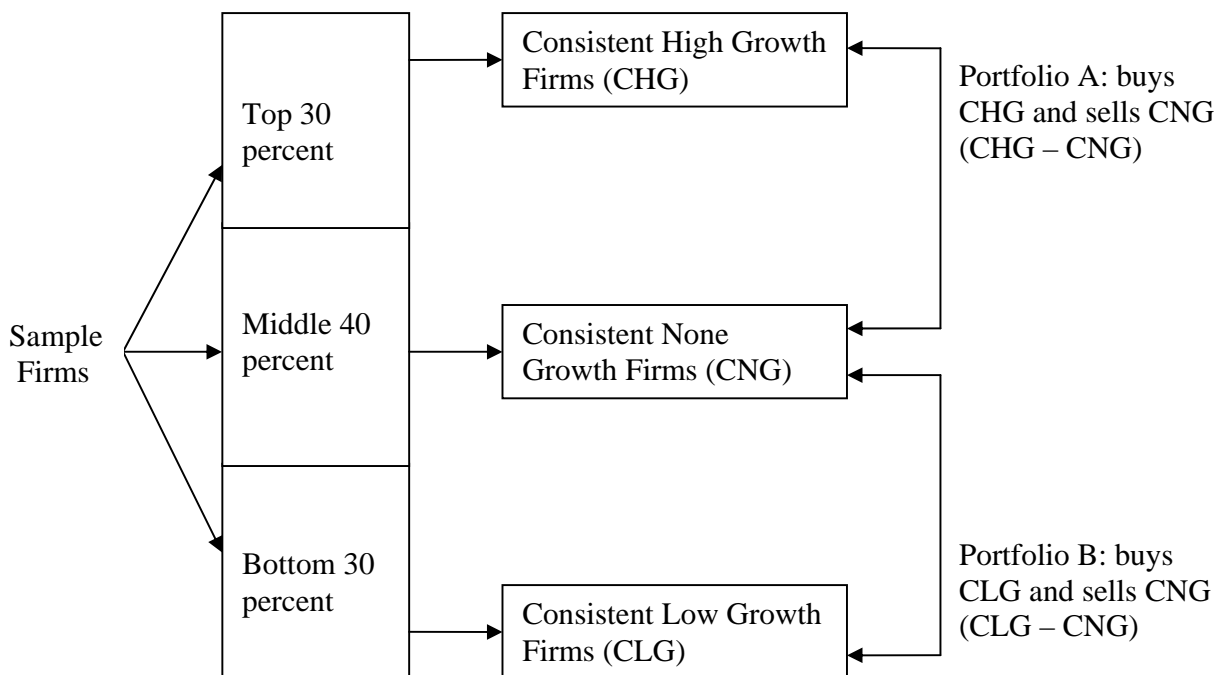 Sample
Firms
Top 30
percent
Middle 40
percent
Bottom 30
percent
Consistent High Growth
Firms (CHG)
Consistent None
Growth Firms (CNG)
Consistent Low Growth
Firms (CLG)
Portfolio A: buys
CHG and sells CNG
(CHG – CNG)
Portfolio B: buys
CLG and sells CNG
(CLG – CNG)